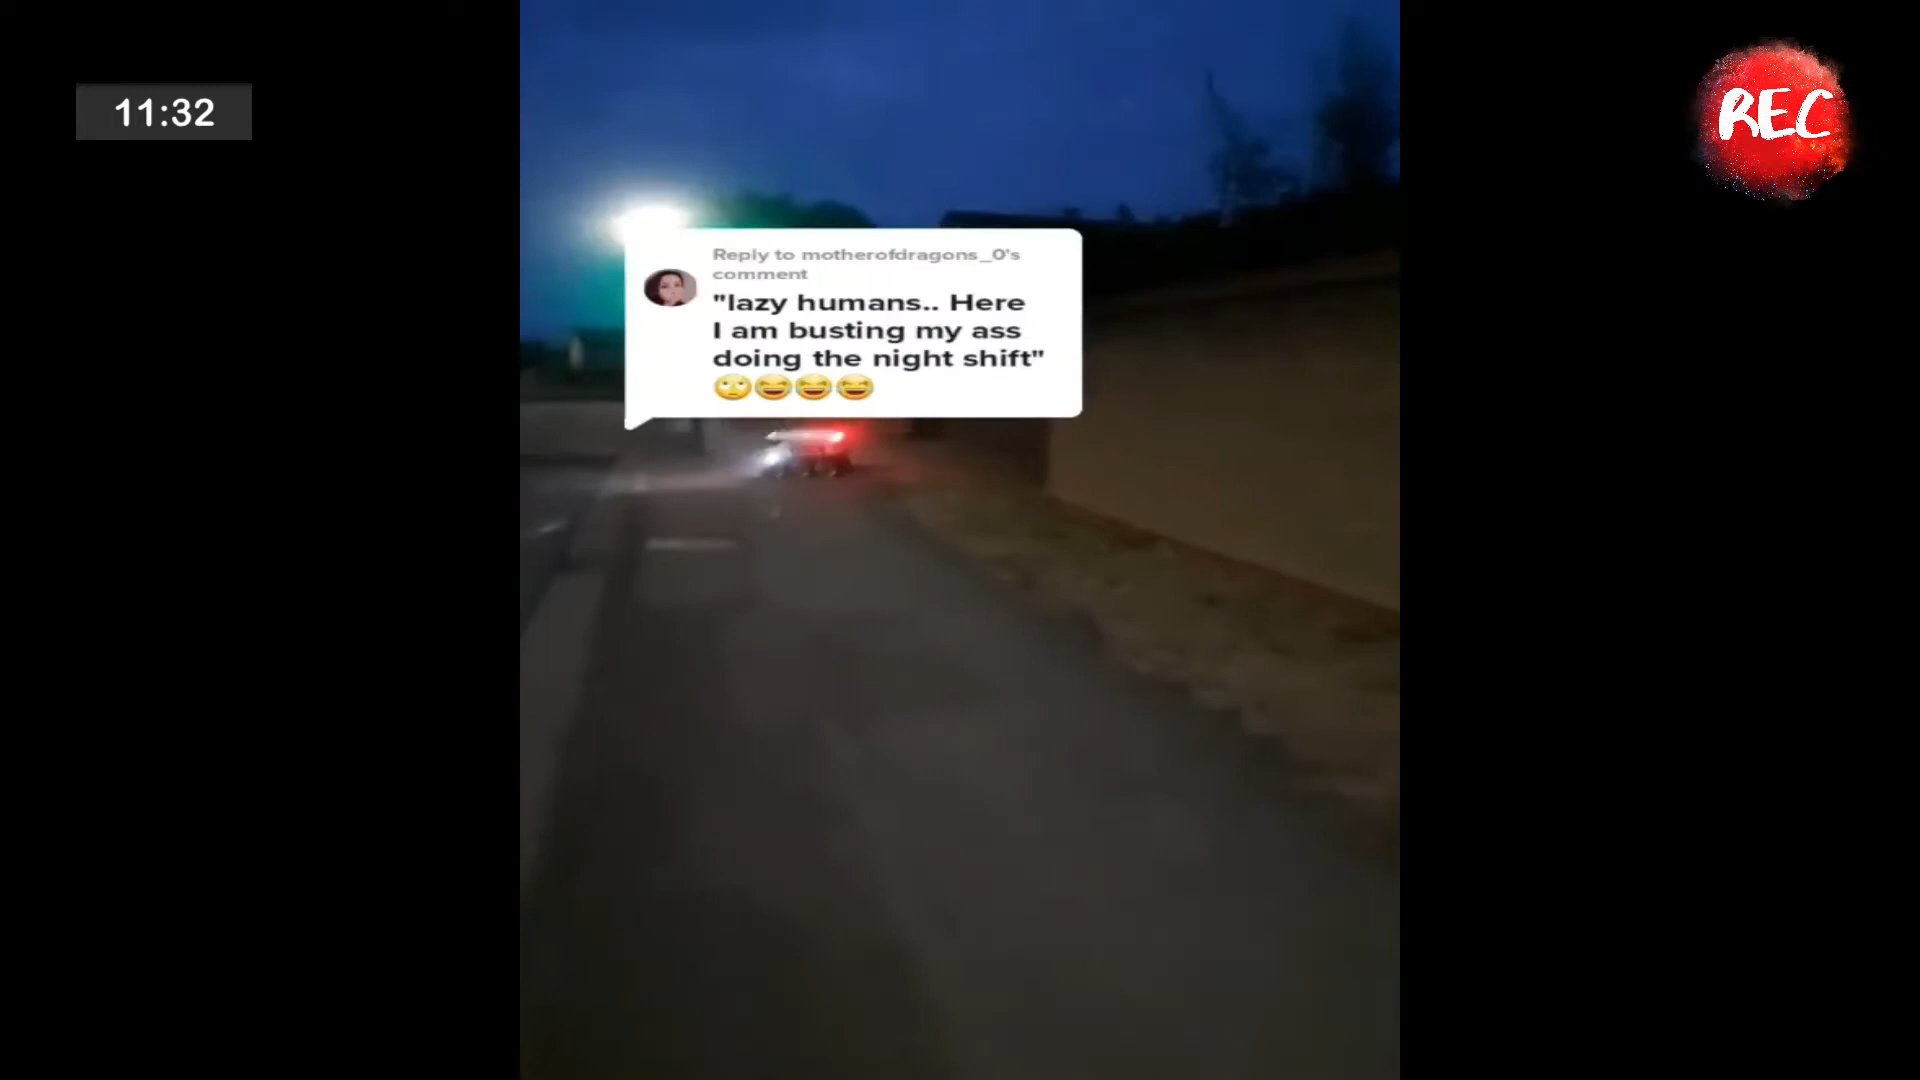 11:32
REC
Reply to motherofdragons_0's
comment
"lazy humans.. Here
I am busting my ass
doing the night shift"
🙄😂😂😂